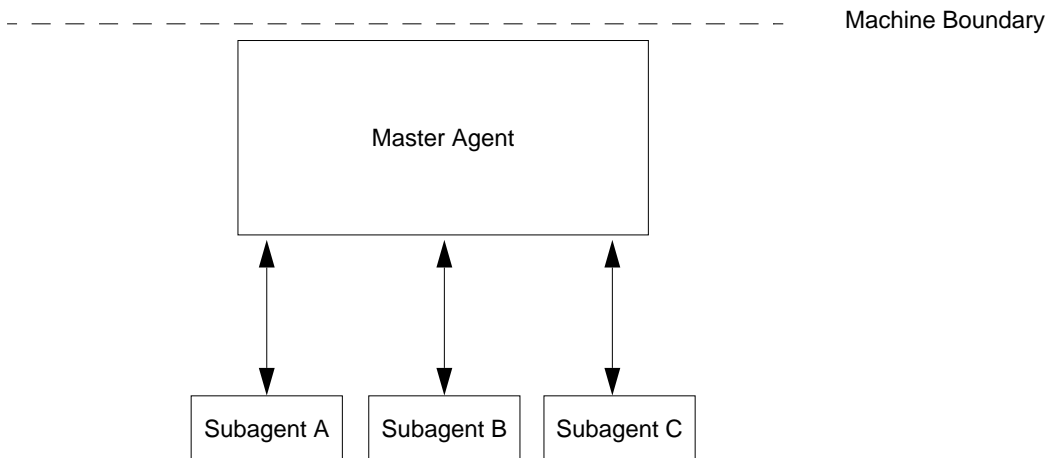 Machine Boundary
Master Agent
Subagent A
Subagent B
Subagent C